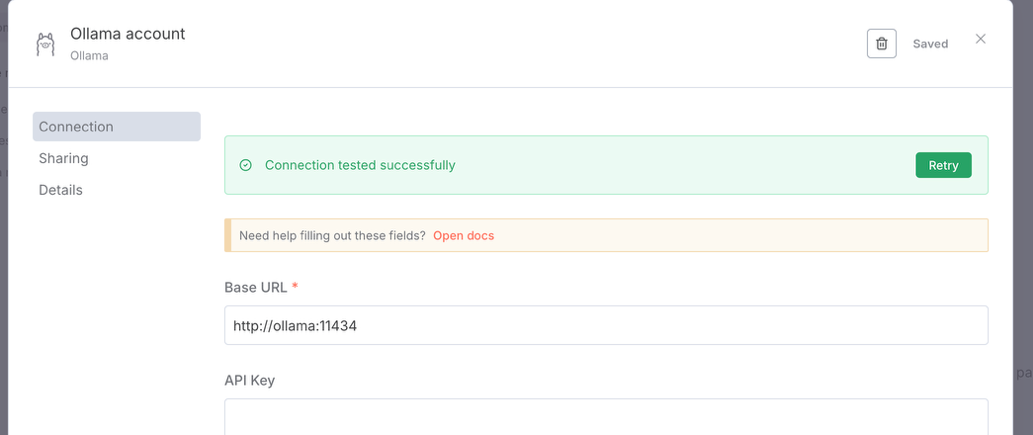 Ollama account
Ollama
Saved
Connection
Sharing
Details
Connection tested successfully
Retry
Need help filling out these fields? Open docs
Base URL *
http://ollama:11434
API Key